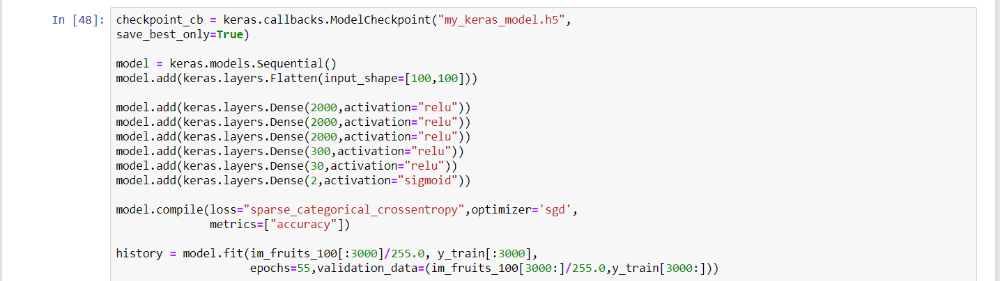 In [48]: checkpoint_cb = keras.callbacks.ModelCheckpoint("my_keras_model.h5",
save_best_only=True)
model = keras.models.Sequential()
model.add(keras.layers.Flatten(input_shape=[100,100]))
model.add(keras.layers.Dense(2000,activation="relu"))
model.add(keras.layers.Dense(2000,activation="relu"))
model.add(keras.layers.Dense(2000,activation="relu"))
model.add(keras.layers.Dense(300,activation="relu"))
model.add(keras.layers.Dense(30,activation="relu"))
model.add(keras.layers.Dense(2,activation="sigmoid"))
model.compile(loss="sparse_categorical_crossentropy",optimizer='sgd',
metrics=["accuracy"])
history = model.fit(im_fruits_100[:3000]/255.0, y_train[:3000],
epochs=55,validation_data=(im_fruits_100[3000:]/255.0,y_train[3000:]))